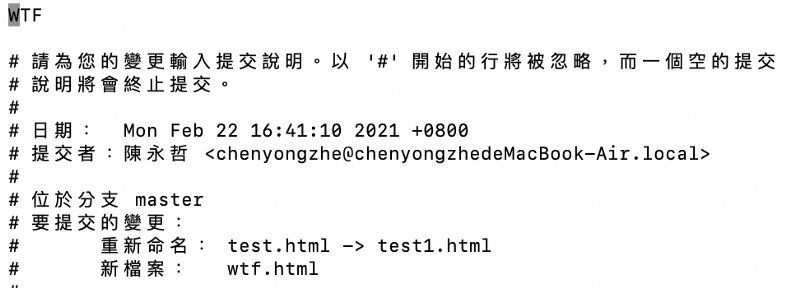 WTF
# 請為您的變更輸入提交說明。以 '#' 開始的行將被忽略，而一個空的提交
# 說明將會終止提交。
#
# 日期：  Mon Feb 22 16:41:10 2021 +0800
# 提交者：陳永哲 <chenyongzhe@chenyongzhedeMacBook-Air.local>
#
# 位於分支 master
# 要提交的變更：
#       重新命名： test.html -> test1.html
#       新檔案：   wtf.html
#